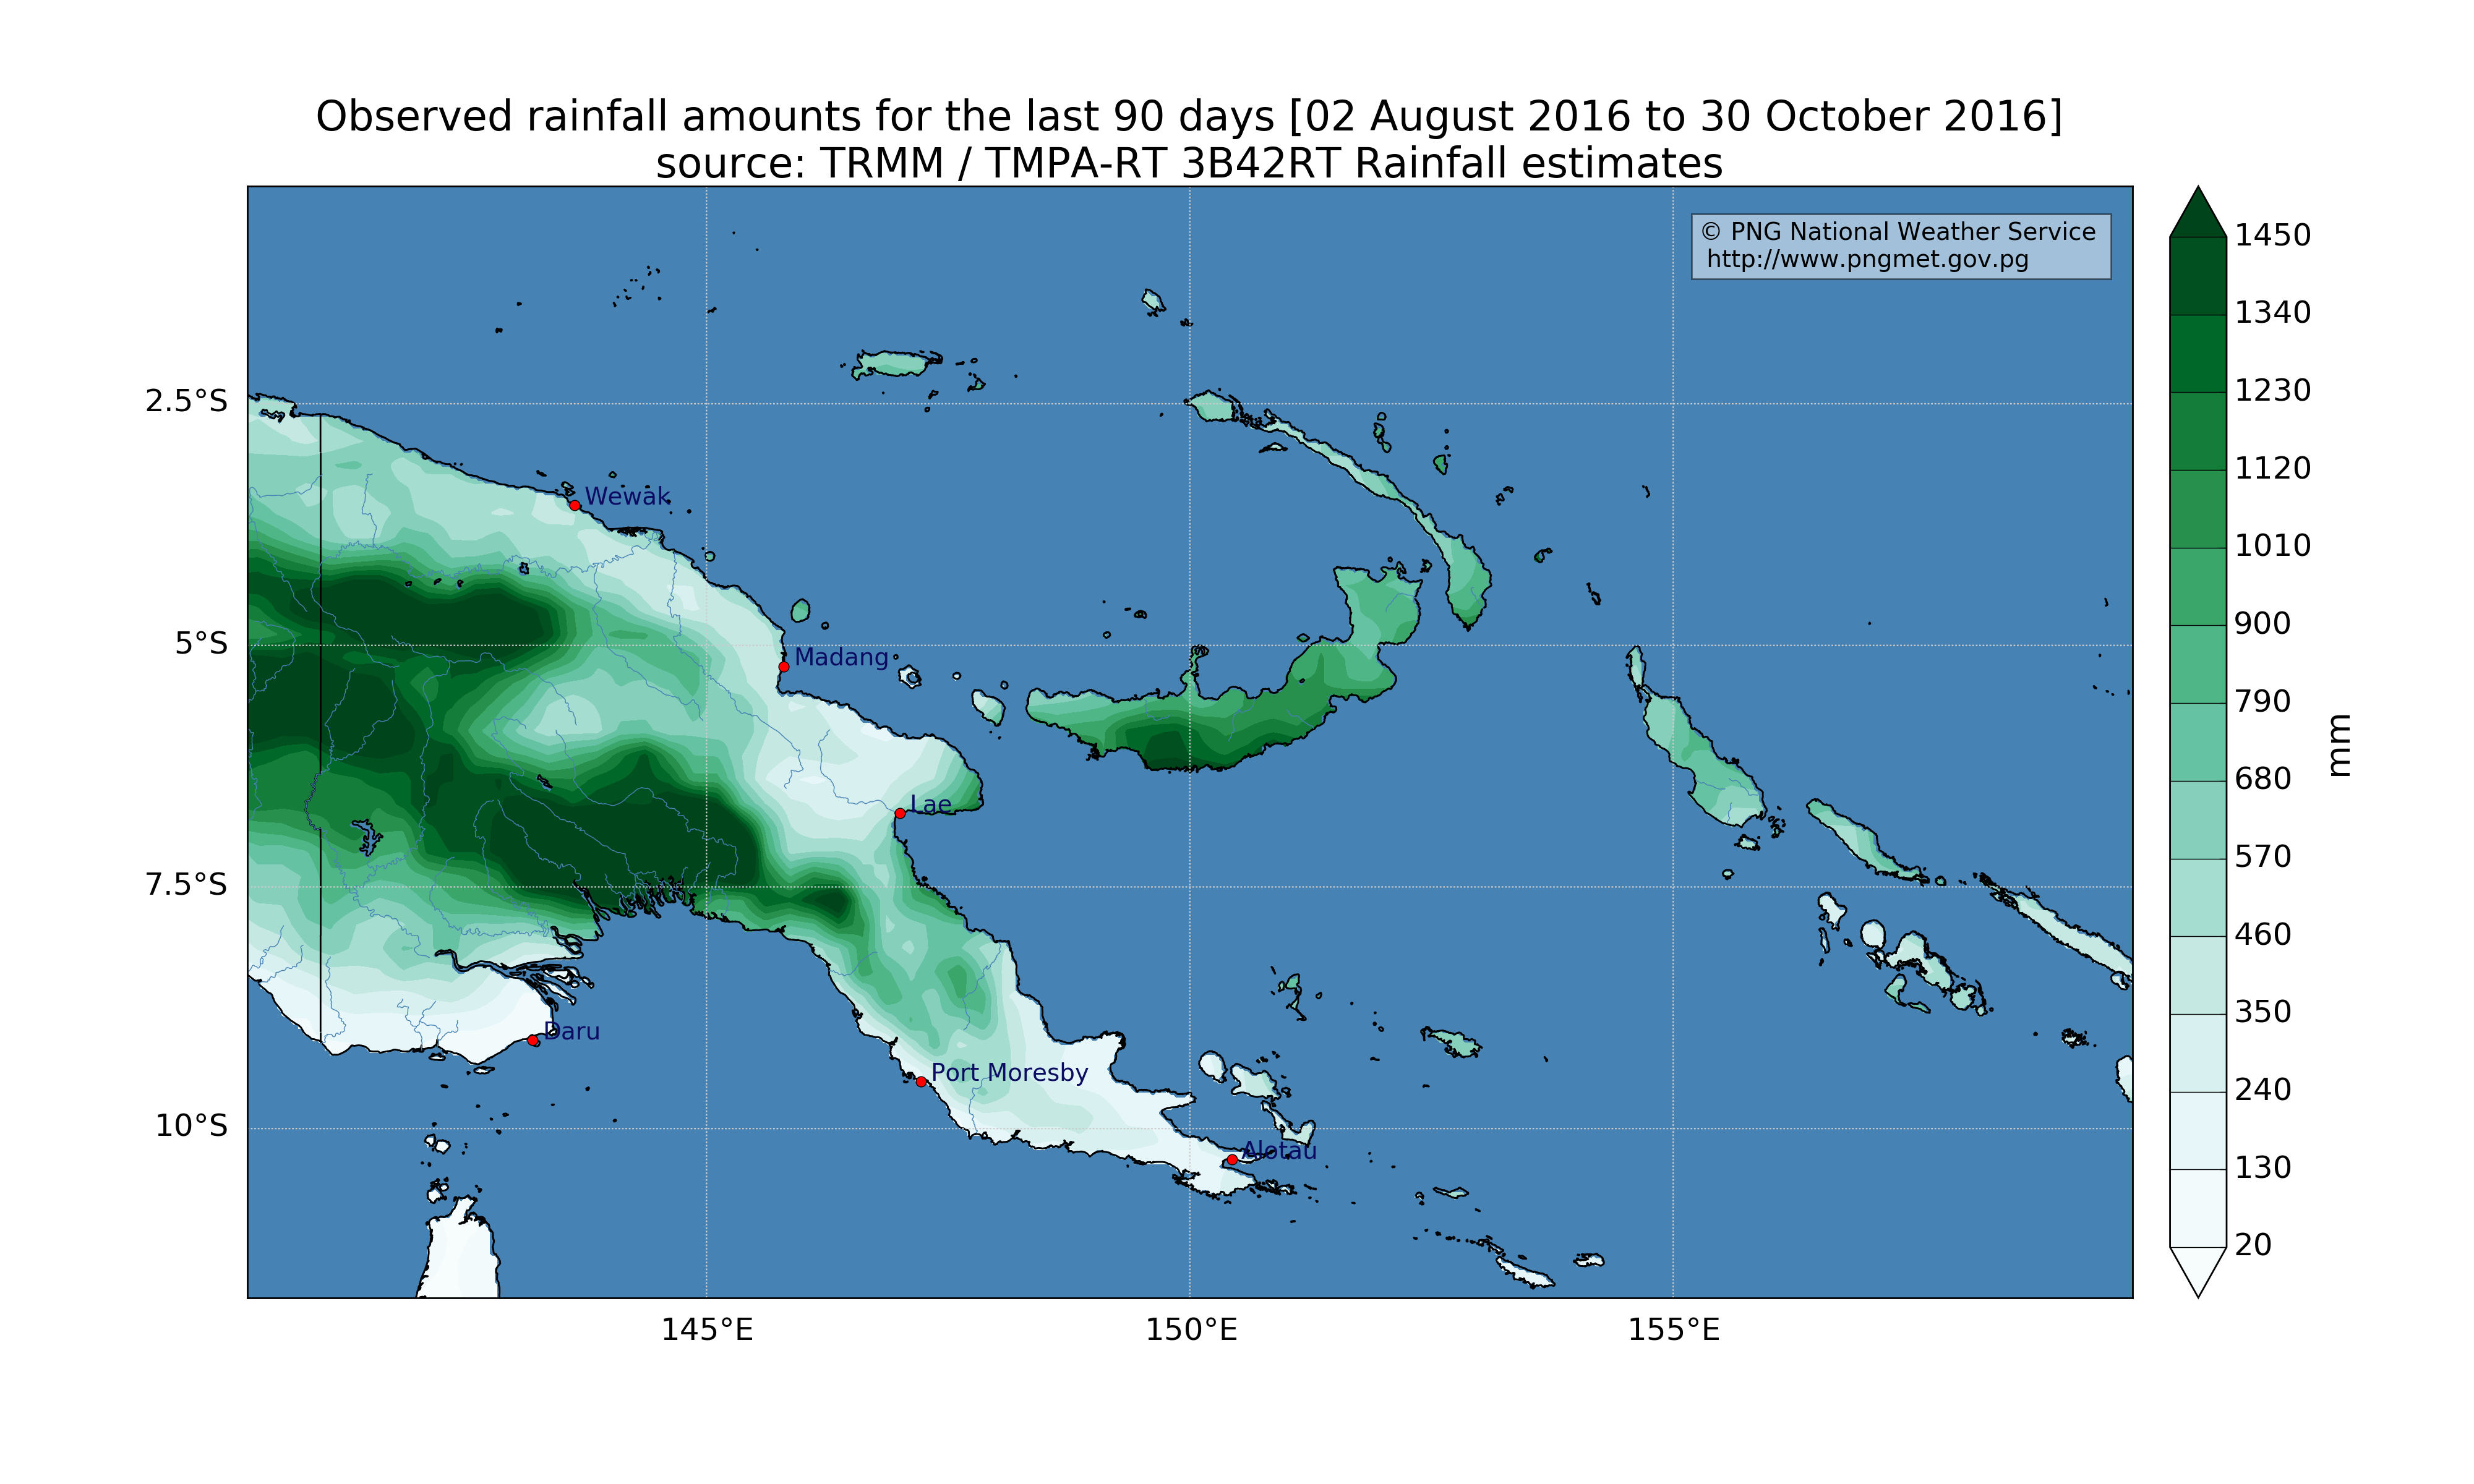 Observed rainfall amounts for the last 90 days [02 August 2016 to 30 October 2016]
source: TRMM / TMPA-RT 3B42RT Rainfall estimates
© PNG National Weather Service
http://www.pngmet.gov.pg
2.5°S
5°S
7.5°S
10°S
Wewak
Madang
Lae
Daru
Port Moresby
Alotau
145°E
150°E
155°E
1450
1340
1230
1120
1010
900
790
680
570
460
350
240
130
20
mm